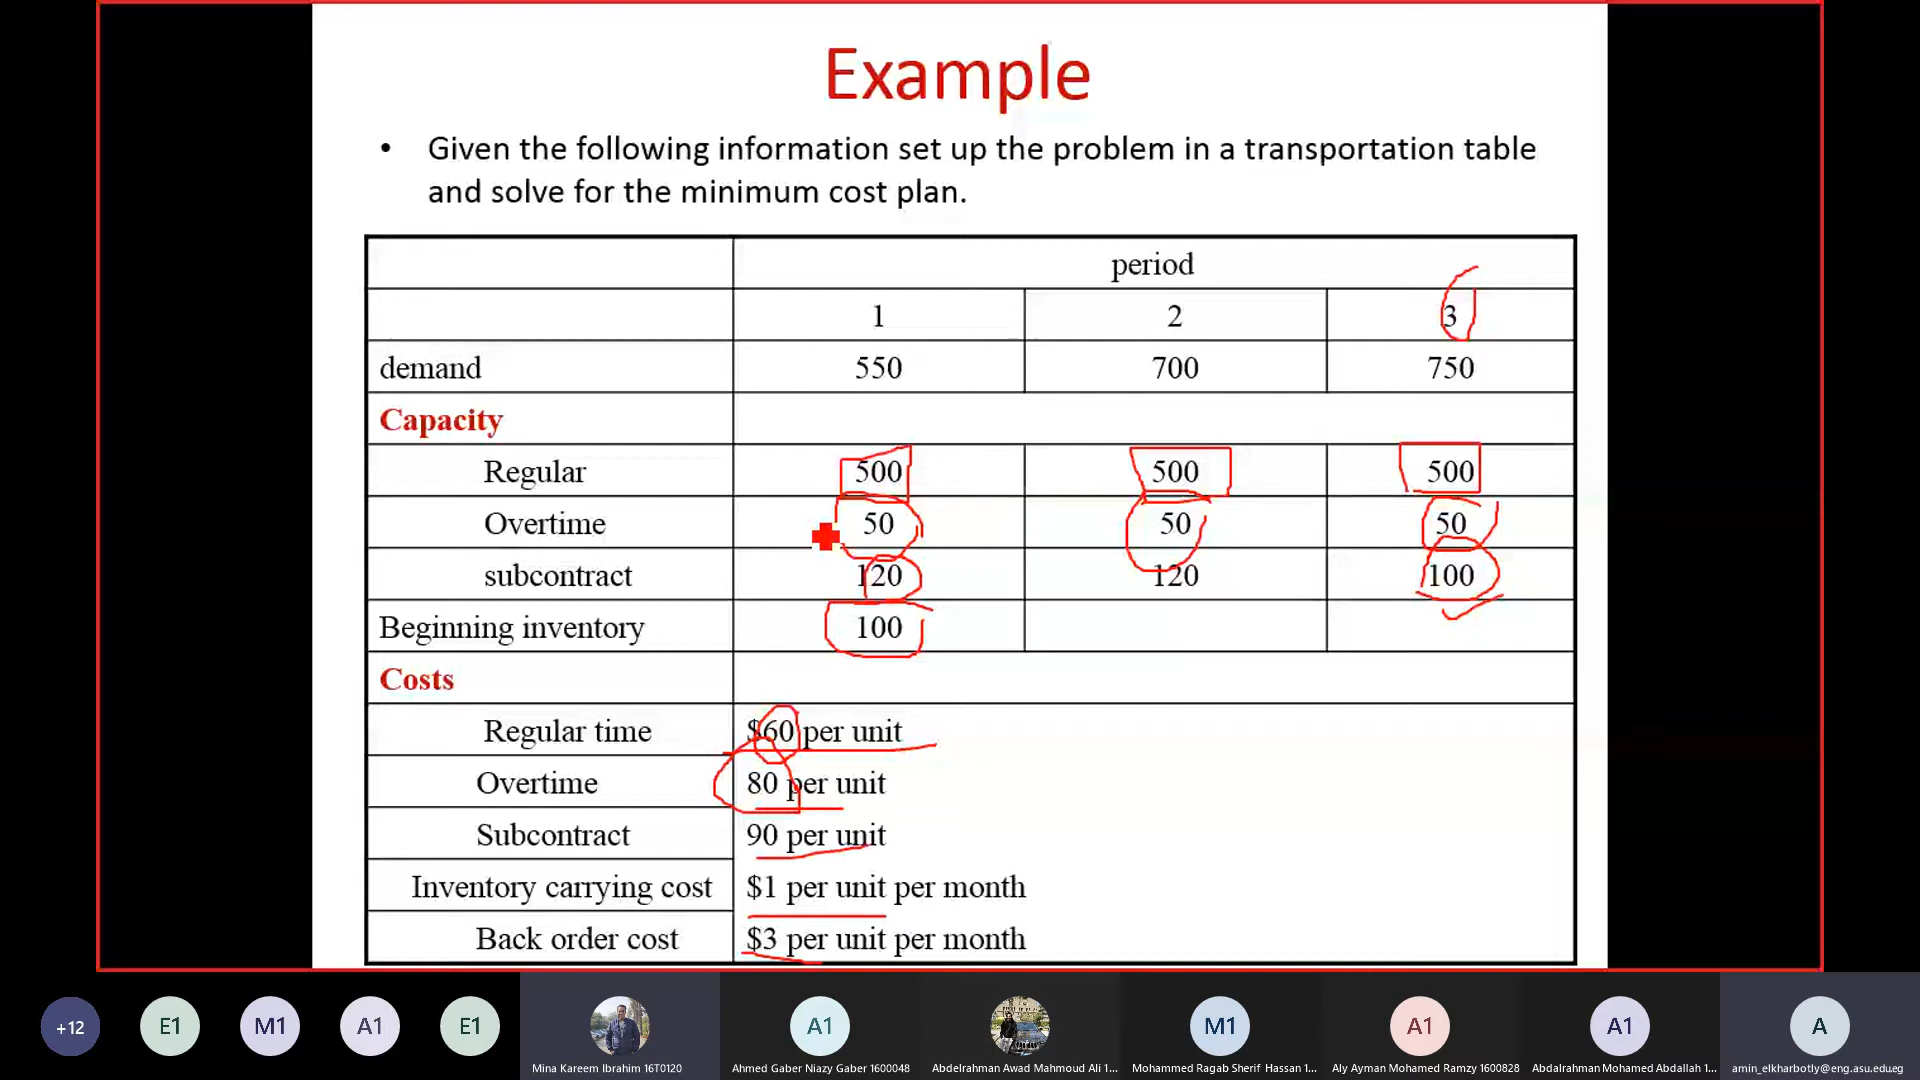 Example
• Given the following information set up the problem in a transportation table
and solve for the minimum cost plan.
period
1 2 3
demand 550 700 750
Capacity
Regular 500 500 500
Overtime 50 50 50
subcontract 120 120 100
Beginning inventory 100
Costs
Regular time $60 per unit
Overtime 80 per unit
Subcontract 90 per unit
Inventory carrying cost $1 per unit per month
Back order cost $3 per unit per month
+12 E1 M1 A1 E1 A1 M1 A1 A1 A
Mina Kareem Ibrahim 16T0120 Ahmed Gaber Niazy Gaber 1600048 Abdelrahman Awad Mahmoud Ali 1... Mohammed Ragab Sherif Hassan 1... Aly Ayman Mohamed Ramzy 1600828 Abdalrahman Mohamed Abdallah 1... amin_elkharbotly@eng.asu.edu.eg